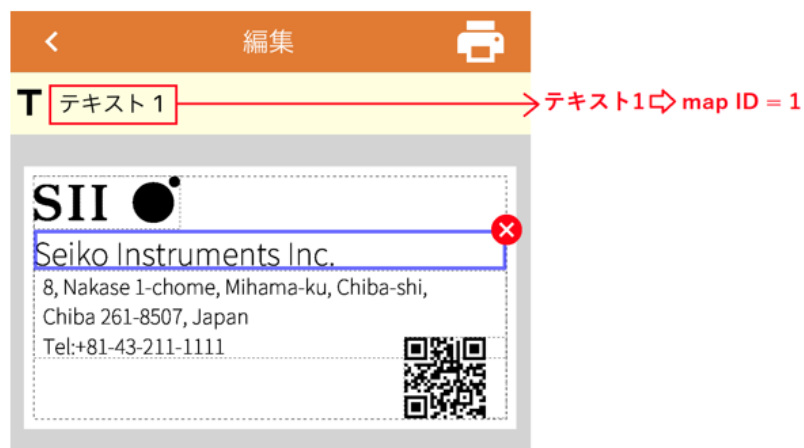 編集
T テキスト 1
テキスト1⇨ map ID = 1
SII
Seiko Instruments Inc.
8, Nakase 1-chome, Mihama-ku, Chiba-shi,
Chiba 261-8507, Japan
Tel:+81-43-211-1111